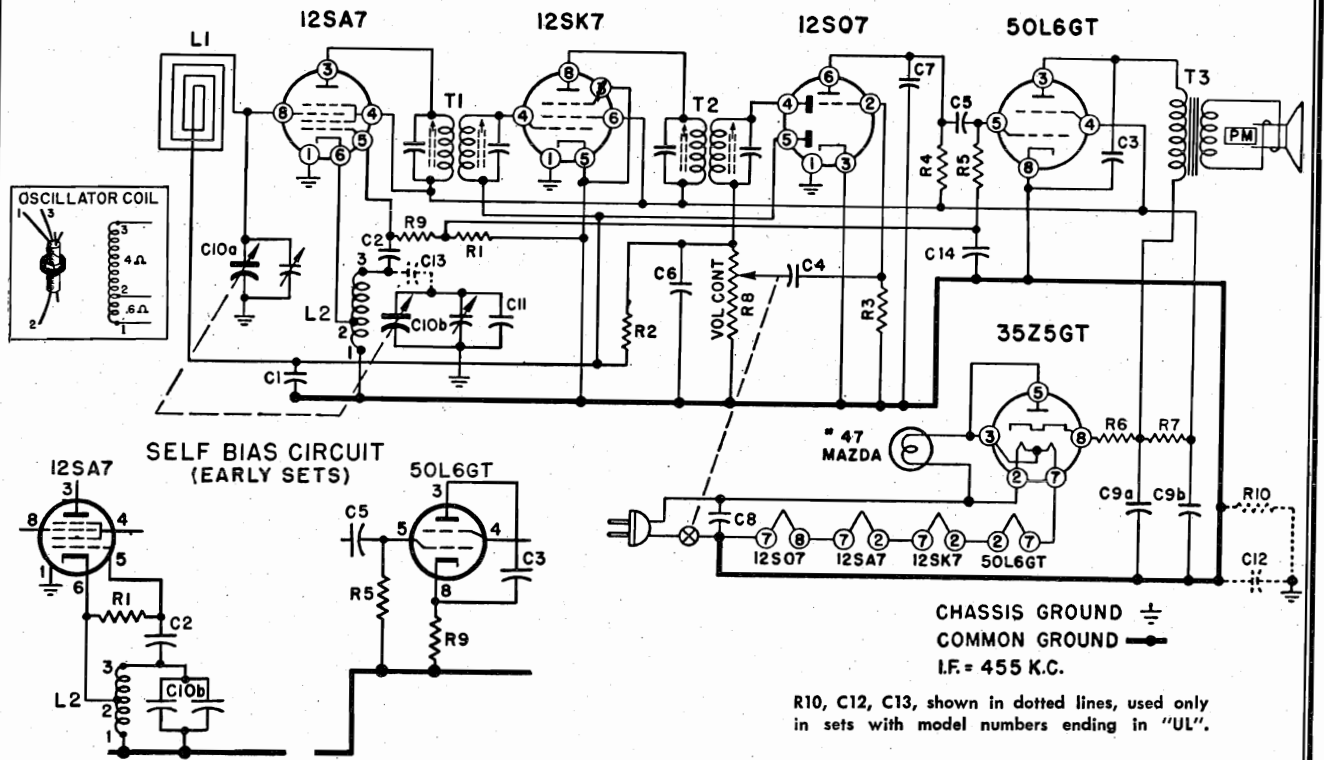 12SA7
12SK7
12SQ7
50L6GT
L1
3
8
4
5
1
6
T1
8
3
4
6
1
5
T2
6
4
2
5
1
3
C7
C5
R4
R5
3
5
4
8
C3
T3
PM
OSCILLATOR COIL
1
3
2
3
4Ω
2
.6Ω
1
C10a
R9
R1
C2
C13
3
L2
2
1
C10b
C11
R2
C6
VOL CONT
R8
C4
R3
C14
C1
35Z5GT
5
3
8
2
7
# 47
MAZDA
R6
R7
C9a
C9b
R10
C12
C8
7
8
7
2
7
2
2
7
12SQ7
12SA7
12SK7
50L6GT
SELF BIAS CIRCUIT
(EARLY SETS)
12SA7
3
8
4
1
5
6
R1
C2
3
L2
2
1
C10b
50L6GT
3
C5
5
4
8
C3
R5
R9
CHASSIS GROUND
COMMON GROUND
I.F. = 455 K.C.
R10, C12, C13, shown in dotted lines, used only
in sets with model numbers ending in "UL".